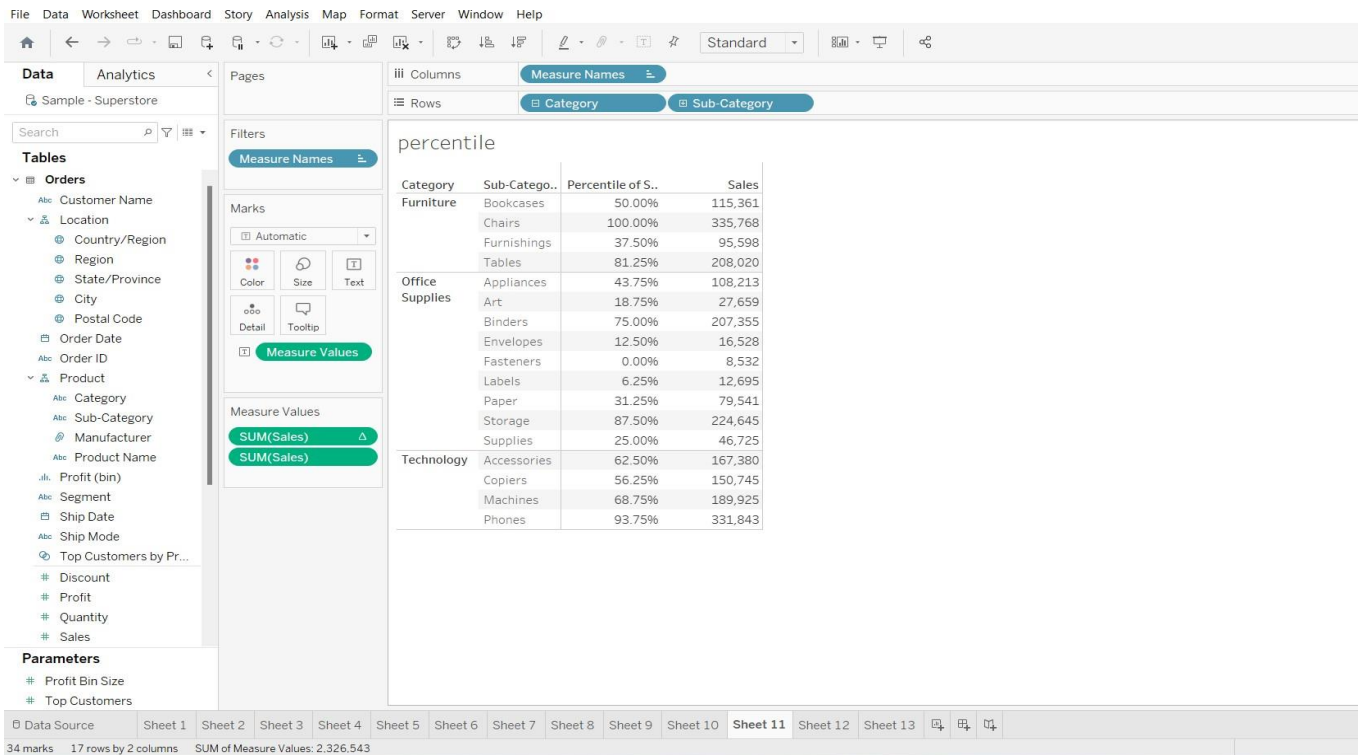 File Data Worksheet Dashboard Story Analysis Map Format Server Window Help
Standard
Data Analytics
Sample - Superstore
Search
Tables
Orders
Abc Customer Name
Location
Country/Region
Region
State/Province
City
Postal Code
Order Date
Abc Order ID
Product
Abc Category
Abc Sub-Category
Manufacturer
Abc Product Name
Profit (bin)
Abc Segment
Ship Date
Abc Ship Mode
Top Customers by Pr...
# Discount
# Profit
# Quantity
# Sales
Parameters
# Profit Bin Size
# Top Customers
Pages
Filters
Measure Names
Marks
T Automatic
Color Size T Text
Detail Tooltip
T Measure Values
Measure Values
SUM(Sales) Δ
SUM(Sales)
iii Columns Measure Names
Rows Category Sub-Category
percentile
Category Sub-Catego.. Percentile of S.. Sales
Furniture Bookcases 50.00% 115,361
Chairs 100.00% 335,768
Furnishings 37.50% 95,598
Tables 81.25% 208,020
Office Appliances 43.75% 108,213
Supplies Art 18.75% 27,659
Binders 75.00% 207,355
Envelopes 12.50% 16,528
Fasteners 0.00% 8,532
Labels 6.25% 12,695
Paper 31.25% 79,541
Storage 87.50% 224,645
Supplies 25.00% 46,725
Technology Accessories 62.50% 167,380
Copiers 56.25% 150,745
Machines 68.75% 189,925
Phones 93.75% 331,843
Data Source Sheet 1 Sheet 2 Sheet 3 Sheet 4 Sheet 5 Sheet 6 Sheet 7 Sheet 8 Sheet 9 Sheet 10 Sheet 11 Sheet 12 Sheet 13
34 marks 17 rows by 2 columns SUM of Measure Values: 2,326,543